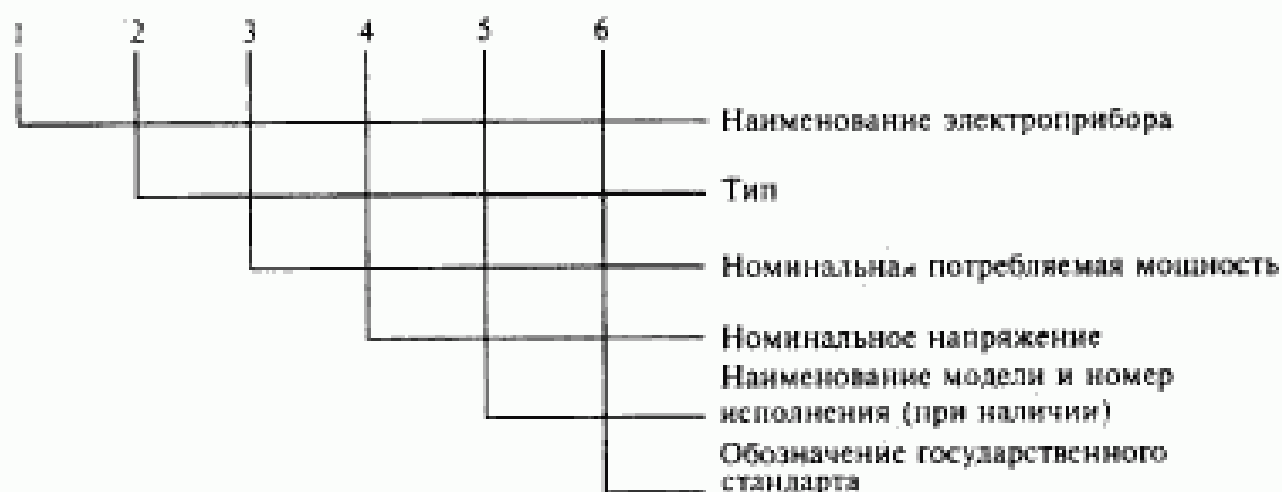 1 2 3 4 5 6
Наименование электроприбора
Тип
Номинальная потребляемая мощность
Номинальное напряжение
Наименование модели и номер
исполнения (при наличии)
Обозначение государственного
стандарта